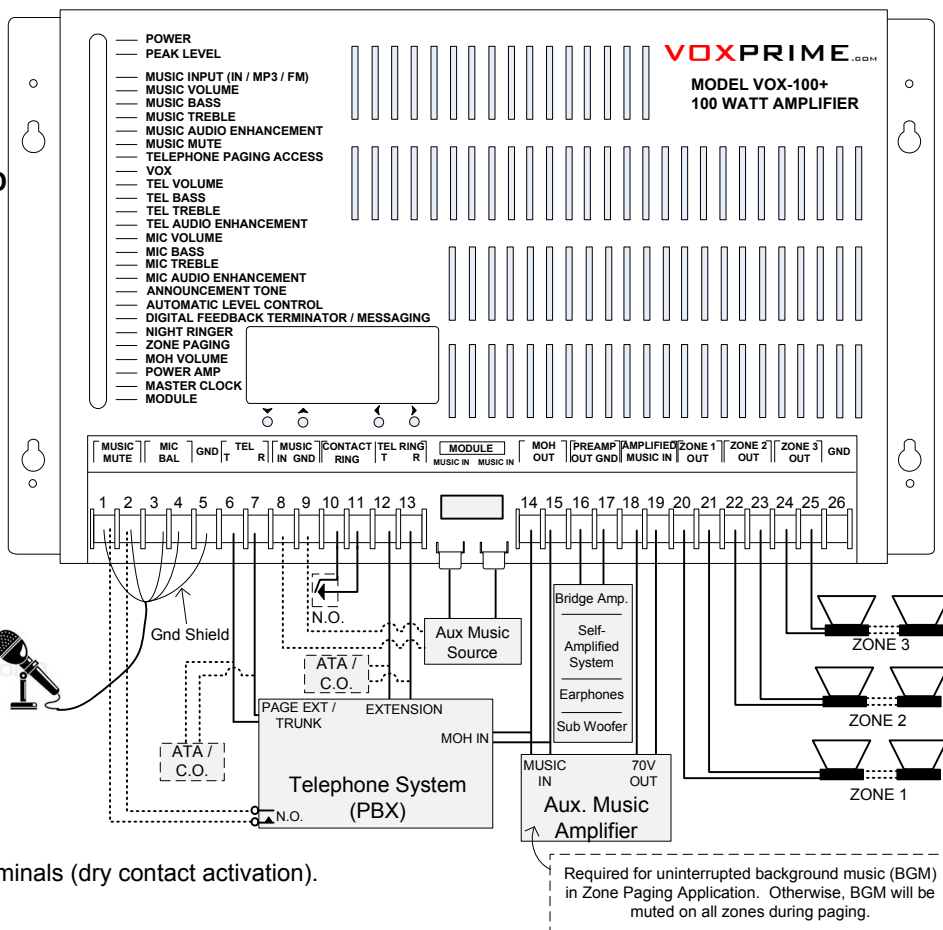 POWER
PEAK LEVEL
MUSIC INPUT (IN / MP3 / FM)
MUSIC VOLUME
MUSIC BASS
MUSIC TREBLE
MUSIC AUDIO ENHANCEMENT
MUSIC MUTE
TELEPHONE PAGING ACCESS
VOX
TEL VOLUME
TEL BASS
TEL TREBLE
TEL AUDIO ENHANCEMENT
MIC VOLUME
MIC BASS
MIC TREBLE
MIC AUDIO ENHANCEMENT
ANNOUNCEMENT TONE
AUTOMATIC LEVEL CONTROL
DIGITAL FEEDBACK TERMINATOR / MESSAGING
NIGHT RINGER
ZONE PAGING
MOH VOLUME
POWER AMP
MASTER CLOCK
MODULE
VOXPRIME.COM
MODEL VOX-100+
100 WATT AMPLIFIER
MUSIC MUTE
MIC BAL
GND
TEL
T R
MUSIC
IN GND
CONTACT RING
TEL RING
T R
MODULE
MUSIC IN MUSIC IN
MOH OUT
PREAMP
OUT GND
AMPLIFIED
MUSIC IN
ZONE 1 OUT
ZONE 2 OUT
ZONE 3 OUT
GND
1 2 3 4 5 6 7 8 9 10 11 12 13 14 15 16 17 18 19 20 21 22 23 24 25 26
Gnd Shield
N.O.
ATA /
C.O.
Aux Music
Source
Bridge Amp.
Self-
Amplified
System
Earphones
Sub Woofer
ZONE 3
ZONE 2
ZONE 1
ATA /
C.O.
PAGE EXT /
TRUNK
EXTENSION
MOH IN
Telephone System
(PBX)
N.O.
MUSIC
IN
70V
OUT
Aux. Music
Amplifier
minals (dry contact activation).
Required for uninterrupted background music (BGM)
in Zone Paging Application. Otherwise, BGM will be
muted on all zones during paging.